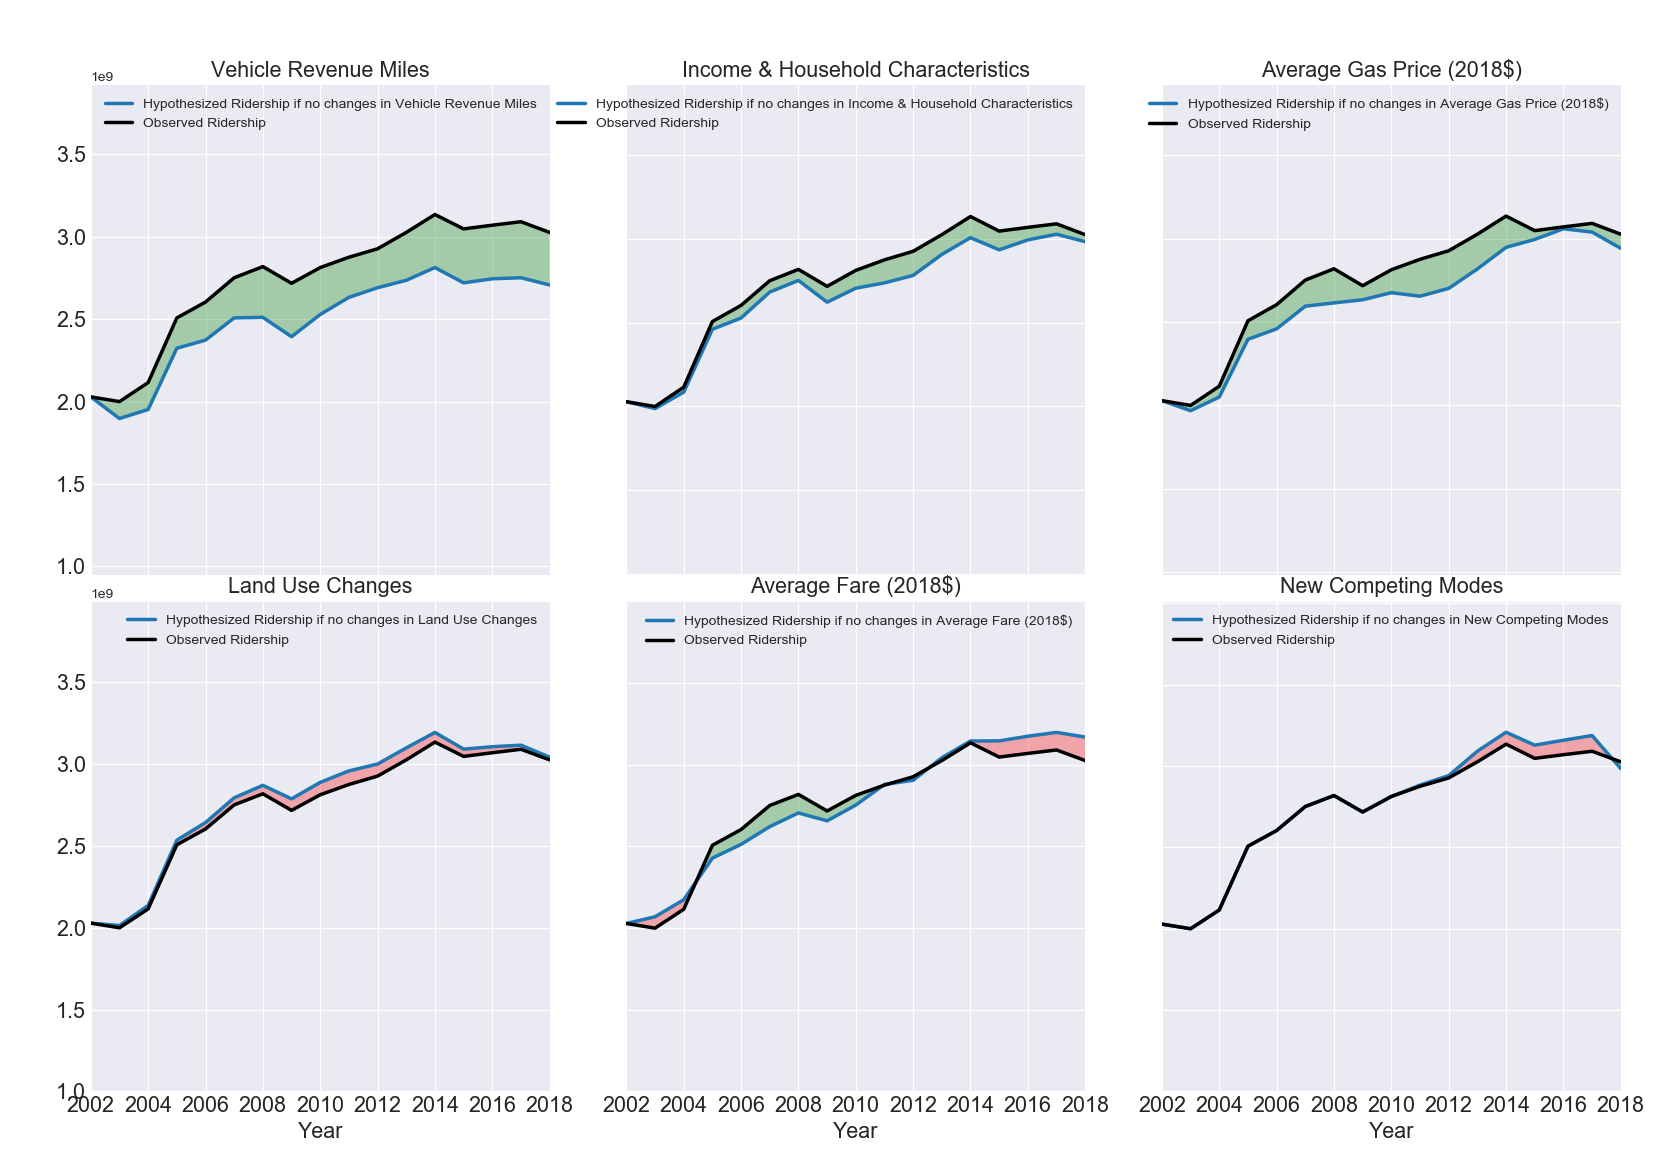 Vehicle Revenue Miles
1e9
Hypothesized Ridership if no changes in Vehicle Revenue Miles
Observed Ridership
3.5
3.0
2.5
2.0
1.5
1.0
Income & Household Characteristics
Hypothesized Ridership if no changes in Income & Household Characteristics
Observed Ridership
Average Gas Price (2018$)
Hypothesized Ridership if no changes in Average Gas Price (2018$)
Observed Ridership
Land Use Changes
1e9
Hypothesized Ridership if no changes in Land Use Changes
Observed Ridership
3.5
3.0
2.5
2.0
1.5
1.0
2002 2004 2006 2008 2010 2012 2014 2016 2018
Year
Average Fare (2018$)
Hypothesized Ridership if no changes in Average Fare (2018$)
Observed Ridership
2002 2004 2006 2008 2010 2012 2014 2016 2018
Year
New Competing Modes
Hypothesized Ridership if no changes in New Competing Modes
Observed Ridership
2002 2004 2006 2008 2010 2012 2014 2016 2018
Year